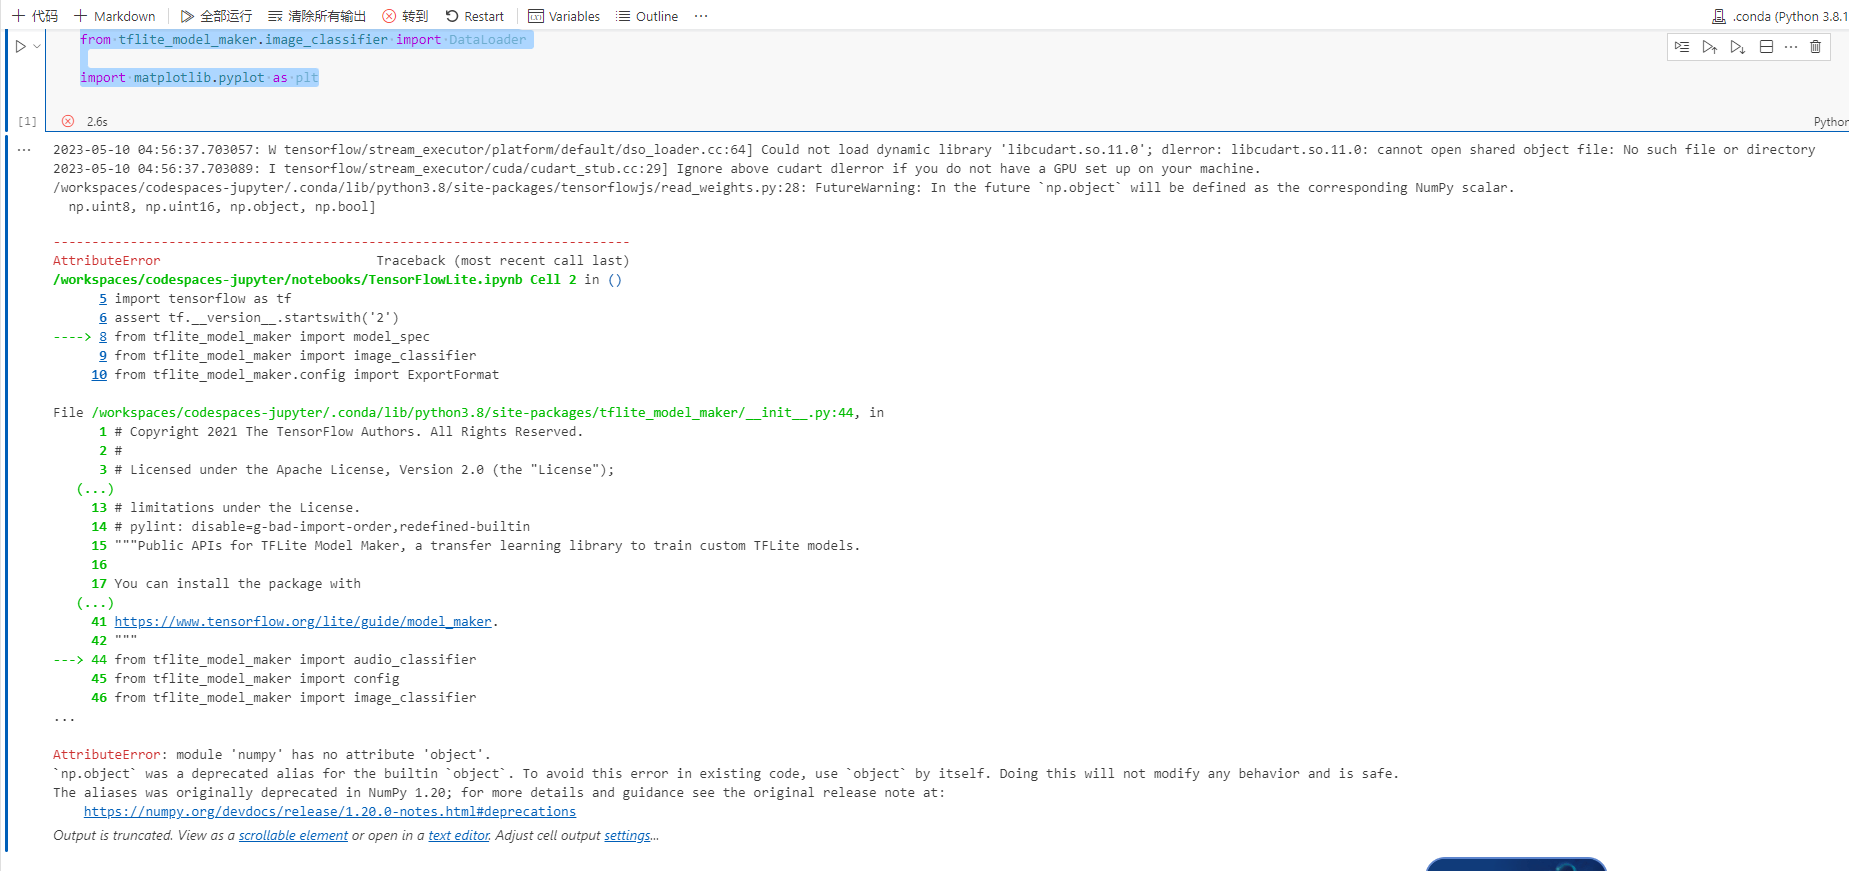 代码 Markdown 全部运行 清除所有输出 转到 Restart Variables Outline ... .conda (Python 3.8.1
from tflite_model_maker.image_classifier import DataLoader
import matplotlib.pyplot as plt
[1] 2.6s Python
2023-05-10 04:56:37.703057: W tensorflow/stream_executor/platform/default/dso_loader.cc:64] Could not load dynamic library 'libcudart.so.11.0'; dlerror: libcudart.so.11.0: cannot open shared object file: No such file or directory
2023-05-10 04:56:37.703089: I tensorflow/stream_executor/cuda/cudart_stub.cc:29] Ignore above cudart dlerror if you do not have a GPU set up on your machine.
/workspaces/codespaces-jupyter/.conda/lib/python3.8/site-packages/tensorflowjs/read_weights.py:28: FutureWarning: In the future `np.object` will be defined as the corresponding NumPy scalar.
np.uint8, np.uint16, np.object, np.bool]
---------------------------------------------------------------------------
AttributeError Traceback (most recent call last)
/workspaces/codespaces-jupyter/notebooks/TensorFlowLite.ipynb Cell 2 in ()
5 import tensorflow as tf
6 assert tf.__version__.startswith('2')
----> 8 from tflite_model_maker import model_spec
9 from tflite_model_maker import image_classifier
10 from tflite_model_maker.config import ExportFormat
File /workspaces/codespaces-jupyter/.conda/lib/python3.8/site-packages/tflite_model_maker/__init__.py:44, in
1 # Copyright 2021 The TensorFlow Authors. All Rights Reserved.
2 #
3 # Licensed under the Apache License, Version 2.0 (the "License");
(...)
13 # limitations under the License.
14 # pylint: disable=g-bad-import-order,redefined-builtin
15 """Public APIs for TFLite Model Maker, a transfer learning library to train custom TFLite models.
16
17 You can install the package with
(...)
41 https://www.tensorflow.org/lite/guide/model_maker.
42 """
---> 44 from tflite_model_maker import audio_classifier
45 from tflite_model_maker import config
46 from tflite_model_maker import image_classifier
...
AttributeError: module 'numpy' has no attribute 'object'.
`np.object` was a deprecated alias for the builtin `object`. To avoid this error in existing code, use `object` by itself. Doing this will not modify any behavior and is safe.
The aliases was originally deprecated in NumPy 1.20; for more details and guidance see the original release note at:
https://numpy.org/devdocs/release/1.20.0-notes.html#deprecations
Output is truncated. View as a scrollable element or open in a text editor. Adjust cell output settings...